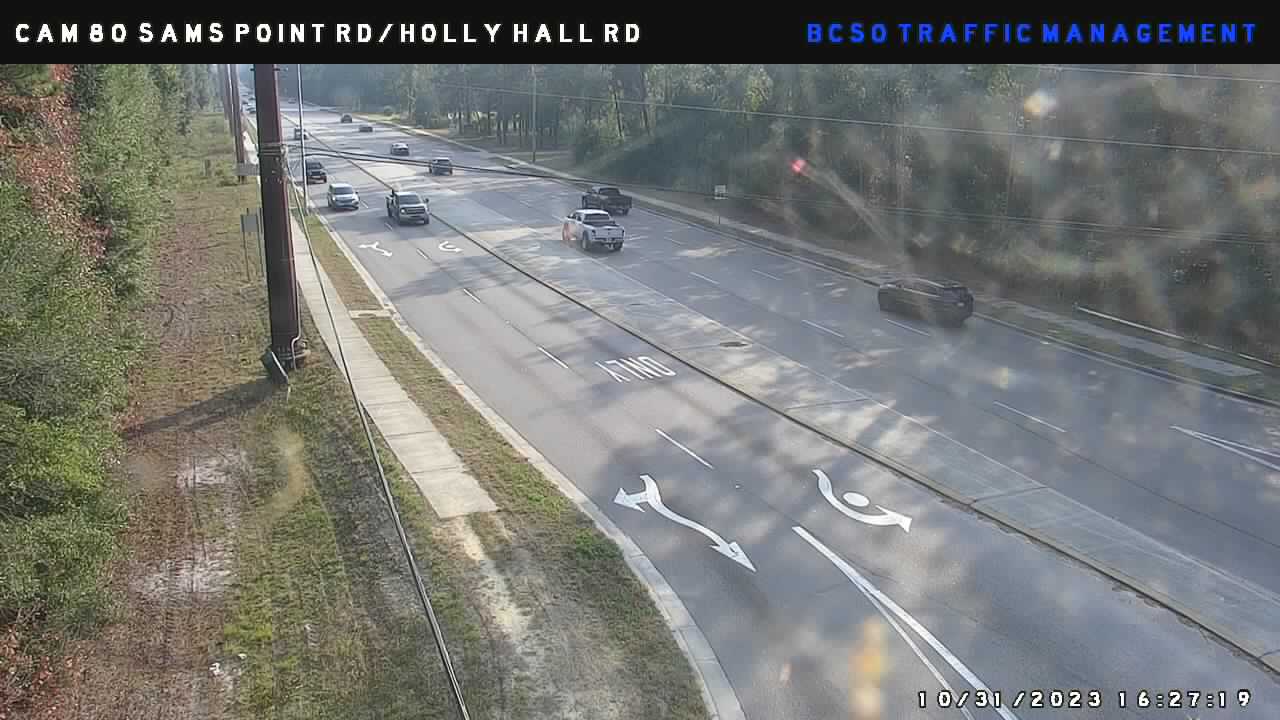 CAM 80 SAMS POINT RD/HOLLY HALL RD
BCSO TRAFFIC MANAGEMENT
ONLY
10/31/2023 16:27:19